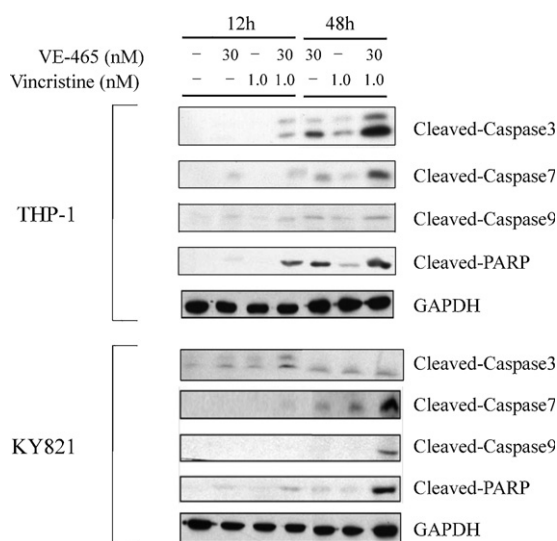 12h 48h
VE-465 (nM) – 30 – 30 30 – 30
Vincristine (nM) – – 1.0 1.0 – 1.0 1.0
Cleaved-Caspase3
Cleaved-Caspase7
THP-1
Cleaved-Caspase9
Cleaved-PARP
GAPDH
Cleaved-Caspase3
Cleaved-Caspase7
KY821
Cleaved-Caspase9
Cleaved-PARP
GAPDH